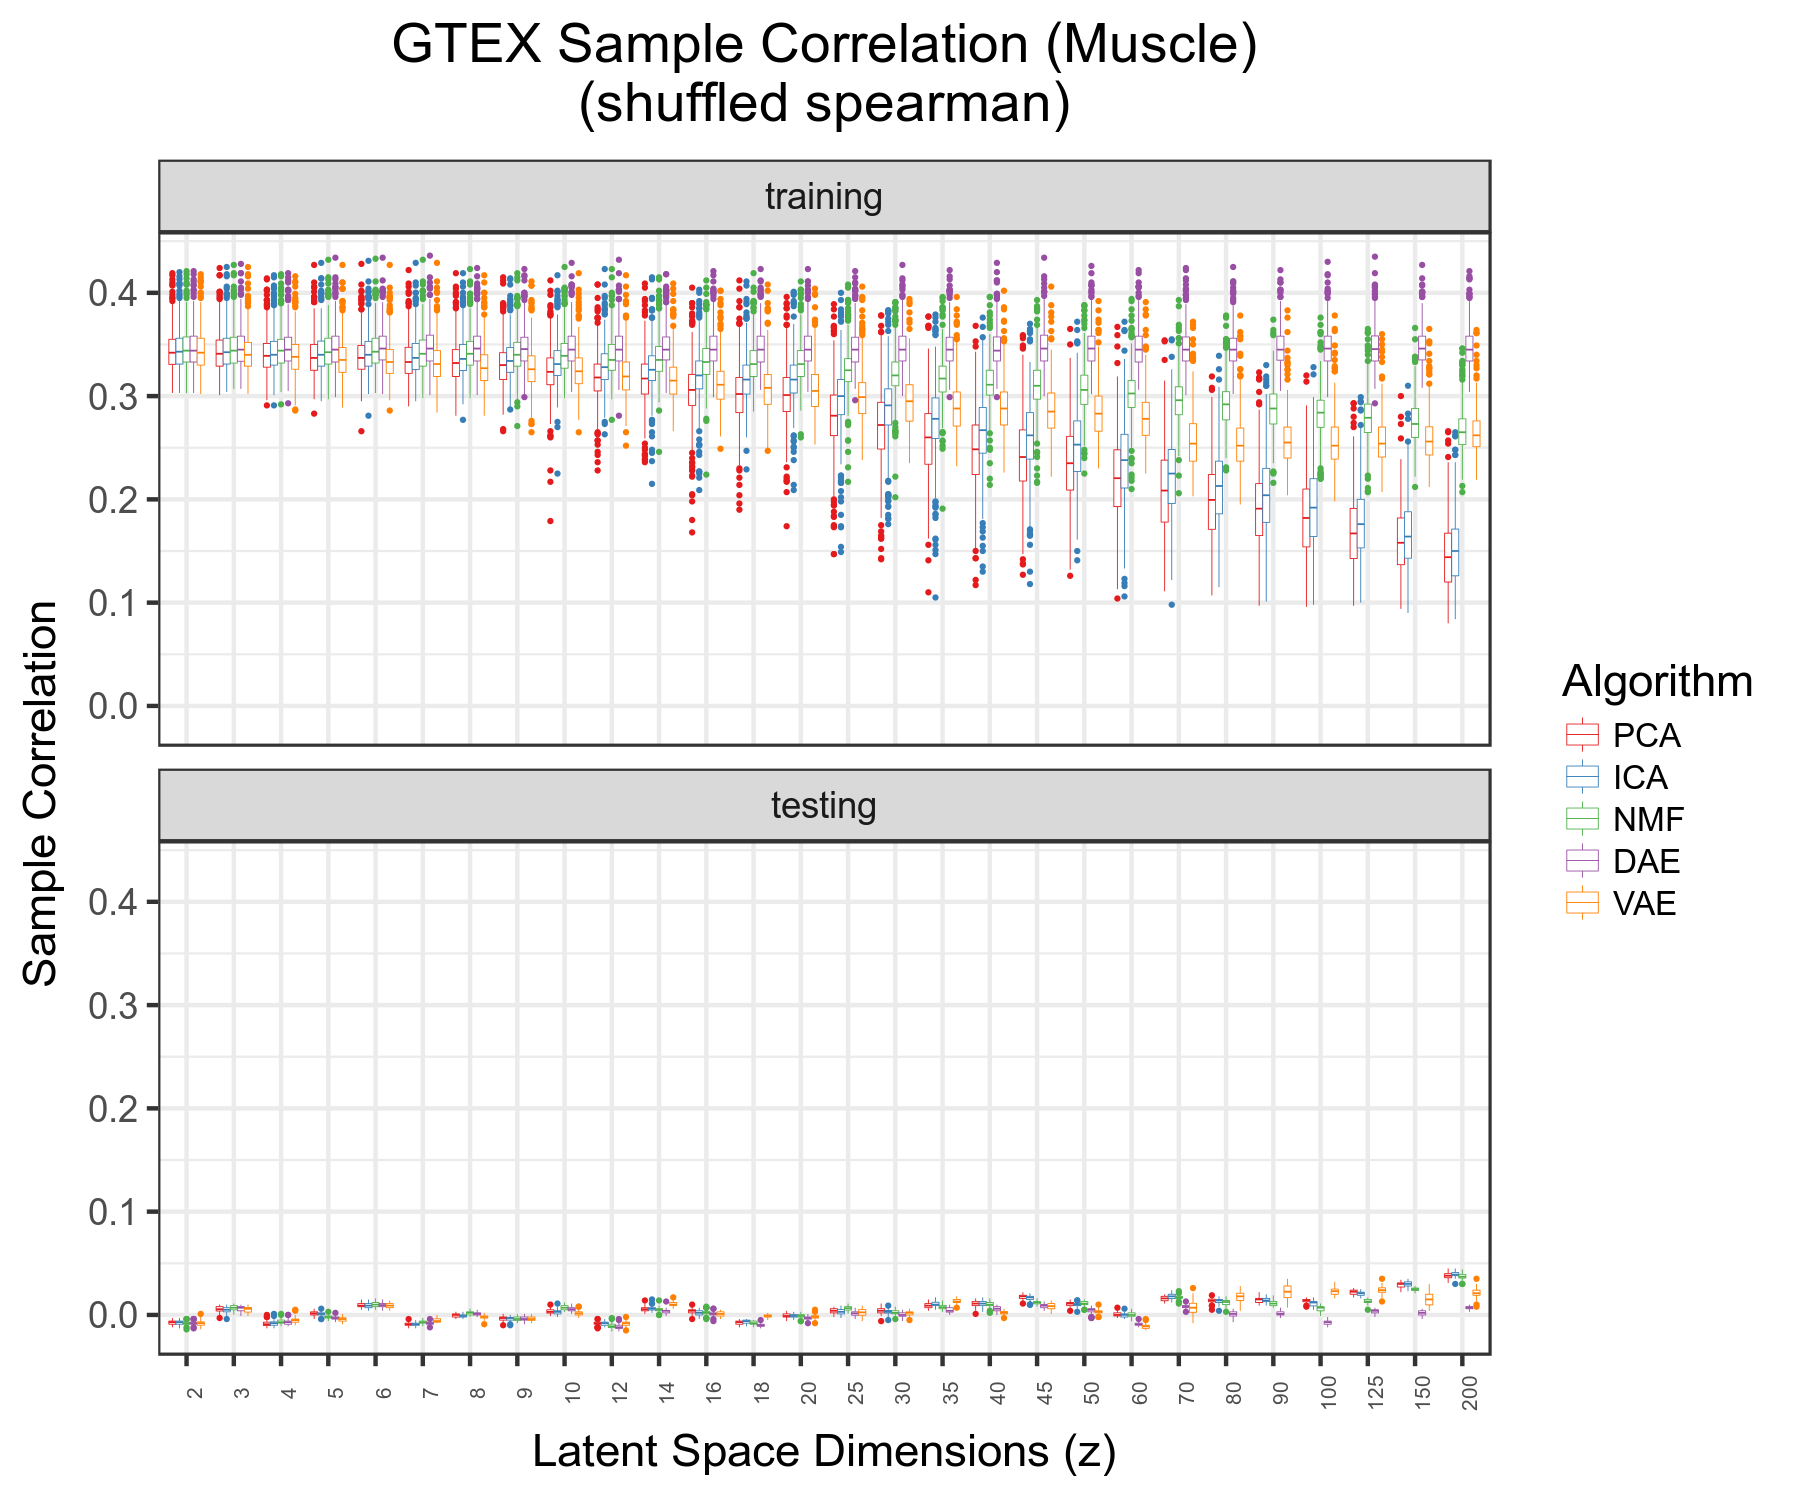 GTEX Sample Correlation (Muscle)
(shuffled spearman)
training
0.4
0.3
0.2
0.1
0.0
testing
0.4
0.3
0.2
0.1
0.0
Sample Correlation
2 3 4 5 6 7 8 9 10 12 14 16 18 20 25 30 35 40 45 50 60 70 80 90 100 125 150 200
Latent Space Dimensions (z)
Algorithm
PCA
ICA
NMF
DAE
VAE